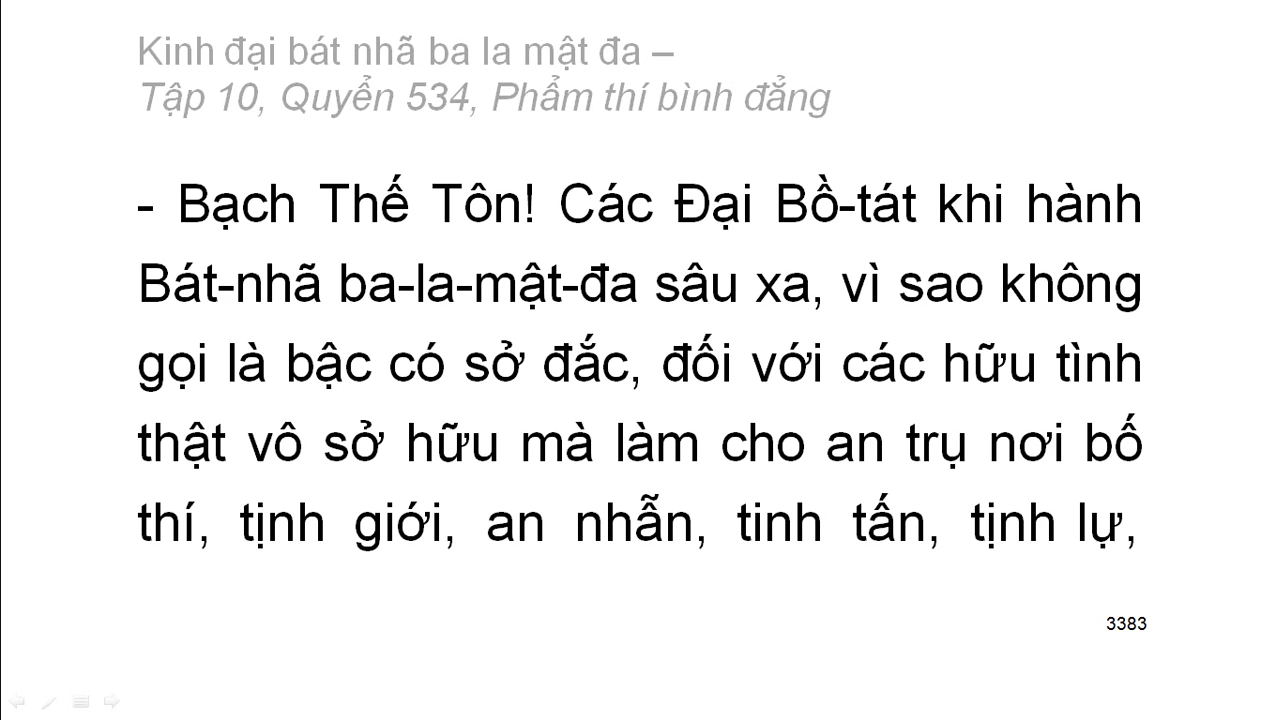 Kinh đại bát nhã ba la mật đa –
Tập 10, Quyển 534, Phẩm thí bình đẳng
- Bạch Thế Tôn! Các Đại Bồ-tát khi hành
Bát-nhã ba-la-mật-đa sâu xa, vì sao không
gọi là bậc có sở đắc, đối với các hữu tình
thật vô sở hữu mà làm cho an trụ nơi bố
thí, tịnh giới, an nhẫn, tinh tấn, tịnh lự,
3383